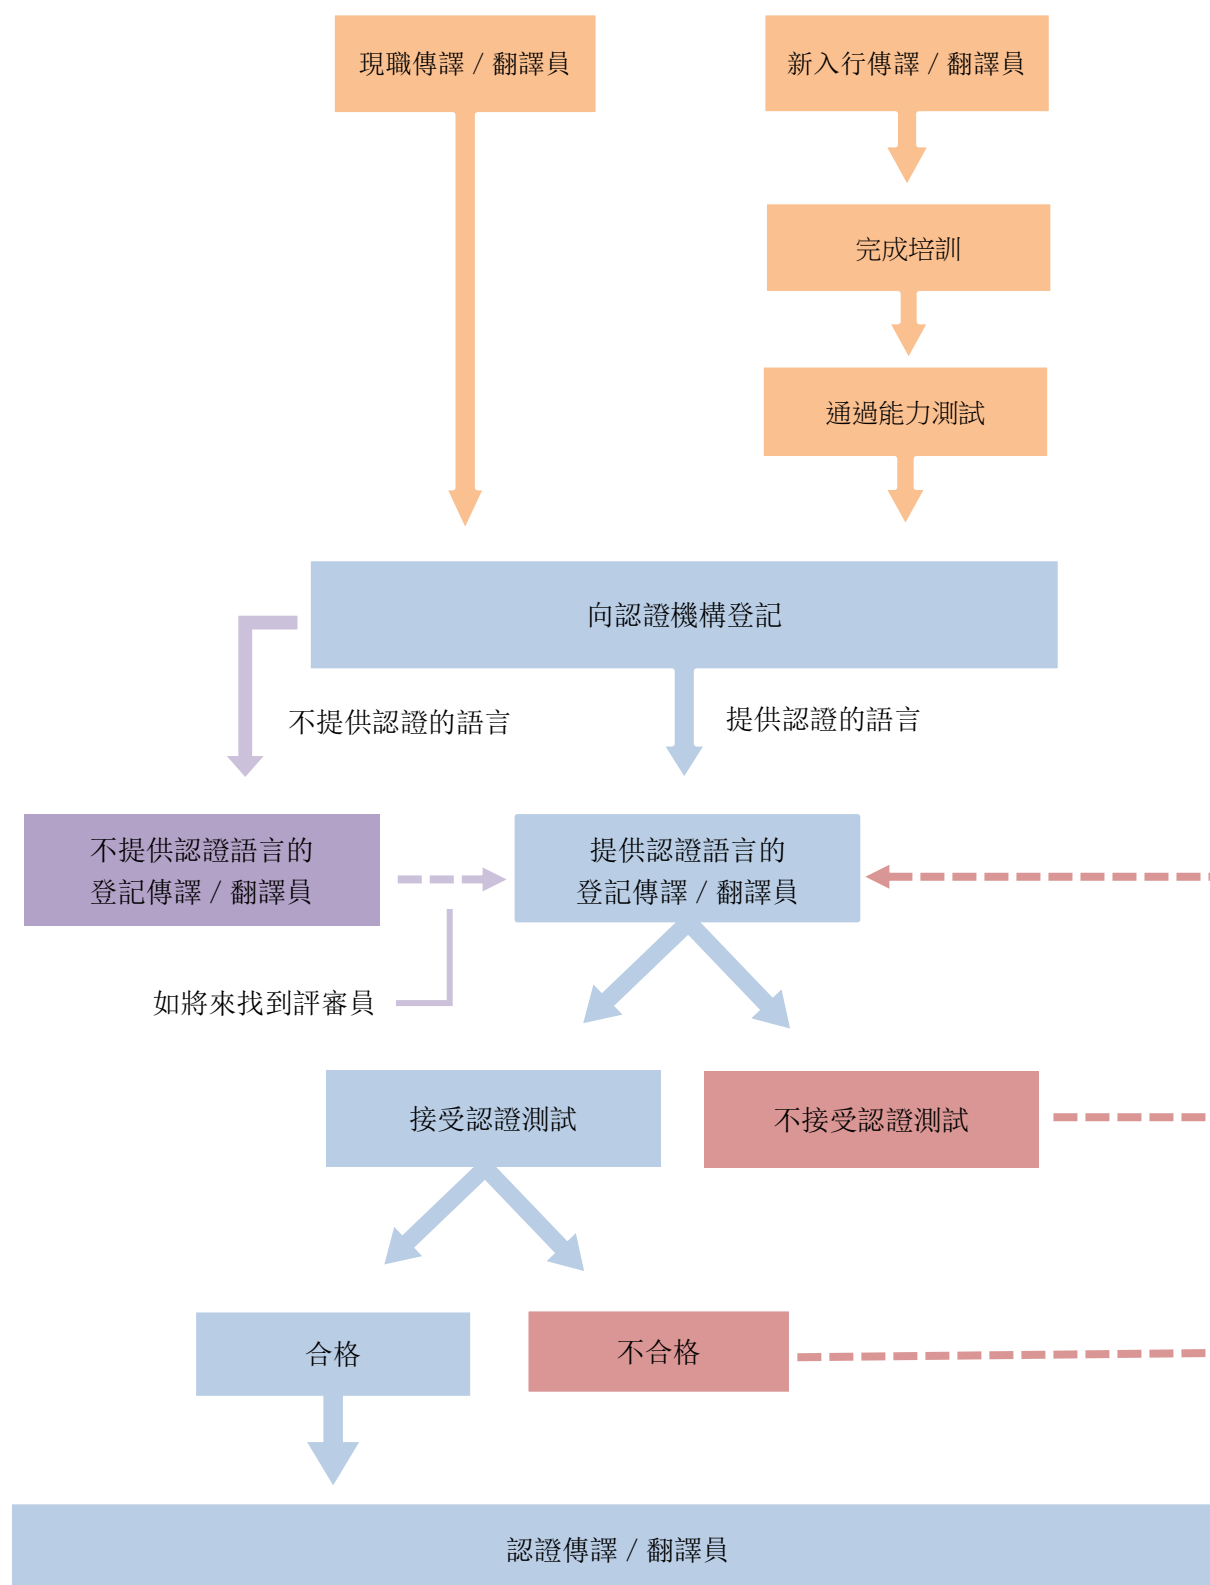 現職傳譯 / 翻譯員
新入行傳譯 / 翻譯員
完成培訓
通過能力測試
向認證機構登記
不提供認證的語言
提供認證的語言
不提供認證語言的
登記傳譯 / 翻譯員
提供認證語言的
登記傳譯 / 翻譯員
如將來找到評審員
接受認證測試
不接受認證測試
合格
不合格
認證傳譯 / 翻譯員